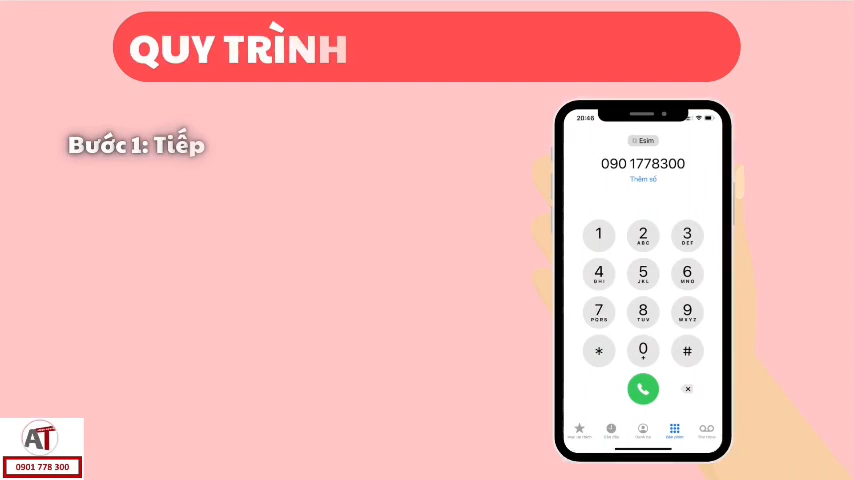 QUY TRÌNH
Bước 1: Tiếp
20:46
Esim
090 1778300
Thêm số
1
2
ABC
3
DEF
4
GHI
5
JKL
6
MNO
7
PQRS
8
TUV
9
WXYZ
*
0
+
#
AT
0901 778 300